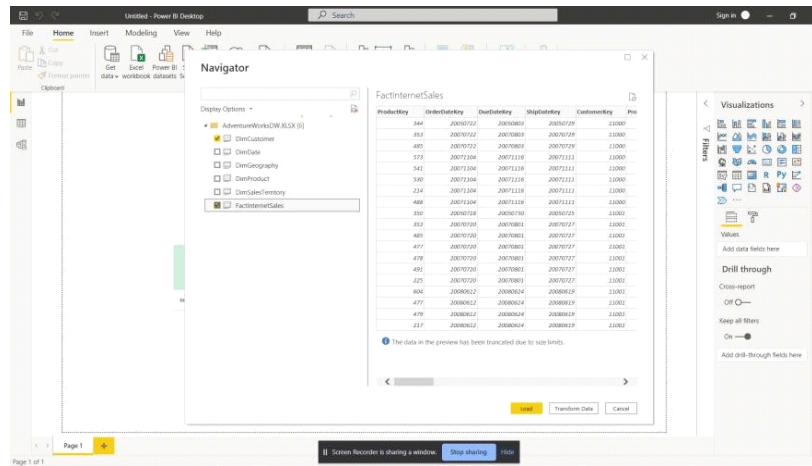 Untitled - Power BI Desktop
Search
Sign in
File Home Insert Modeling View Help
Paste
Cut
Copy
Format painter
Clipboard
Get data
Excel workbook
Power BI datasets
Navigator
Display Options
AdventureWorksDW.XLSX [6]
DimCustomer
DimDate
DimGeography
DimProduct
DimSalesTerritory
FactInternetSales
FactInternetSales
ProductKey OrderDateKey DueDateKey ShipDateKey CustomerKey Pro
344 20050722 20050803 20050729 11000
353 20070722 20070803 20070729 11000
485 20070722 20070803 20070729 11000
573 20071104 20071116 20071111 11000
541 20071104 20071116 20071111 11000
530 20071104 20071116 20071111 11000
214 20071104 20071116 20071111 11000
488 20071104 20071116 20071111 11000
350 20050718 20050730 20050725 11001
353 20070720 20070801 20070727 11001
485 20070720 20070801 20070727 11001
477 20070720 20070801 20070727 11001
478 20070720 20070801 20070727 11001
491 20070720 20070801 20070727 11001
225 20070720 20070801 20070727 11001
604 20080612 20080624 20080619 11001
477 20080612 20080624 20080619 11001
479 20080612 20080624 20080619 11001
217 20080612 20080624 20080619 11001
The data in the preview has been truncated due to size limits.
Load Transform Data Cancel
Filters
Visualizations
R Py
Values
Add data fields here
Drill through
Cross-report
Off
Keep all filters
On
Add drill-through fields here
Page 1
Screen Recorder is sharing a window. Stop sharing Hide
Page 1 of 1